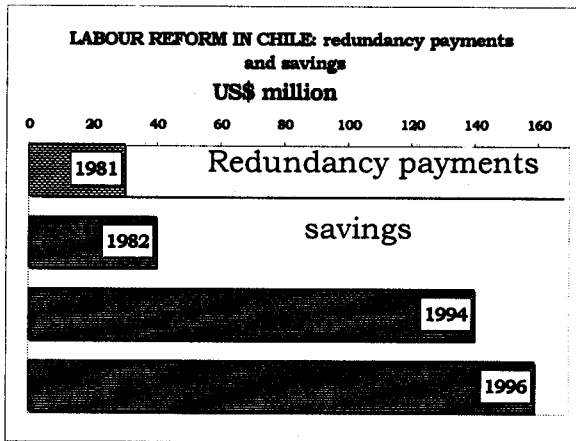 LABOUR REFORM IN CHILE: redundancy payments
and savings
US$ million
0 20 40 60 80 100 120 140 160
1981 Redundancy payments
1982 savings
1994
1996